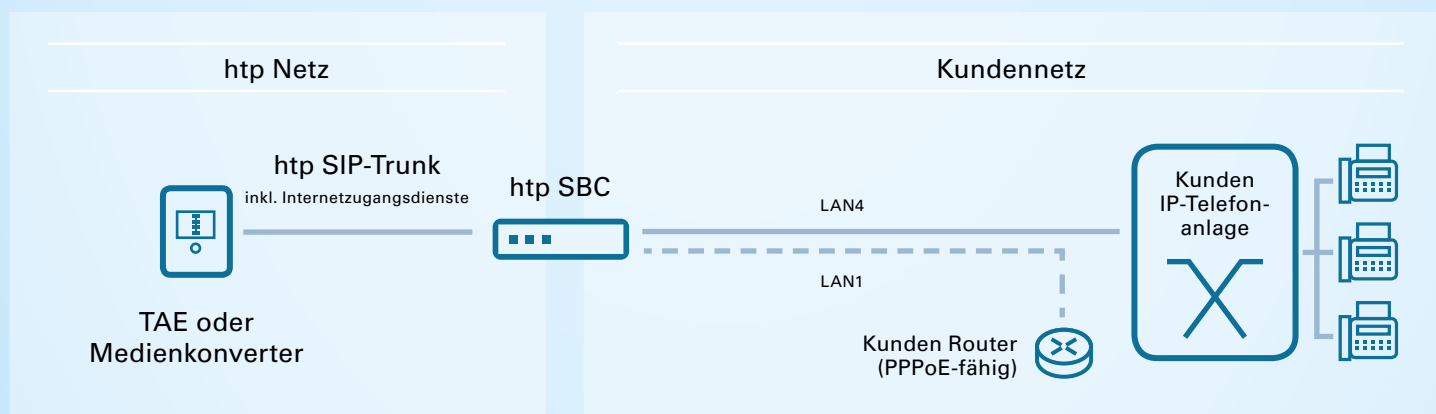 htp Netz
Kundennetz
htp SIP-Trunk
inkl. Internetzugangsdienste
htp SBC
TAE oder
Medienkonverter
LAN4
LAN1
Kunden Router
(PPPoE-fähig)
Kunden
IP-Telefon-
anlage